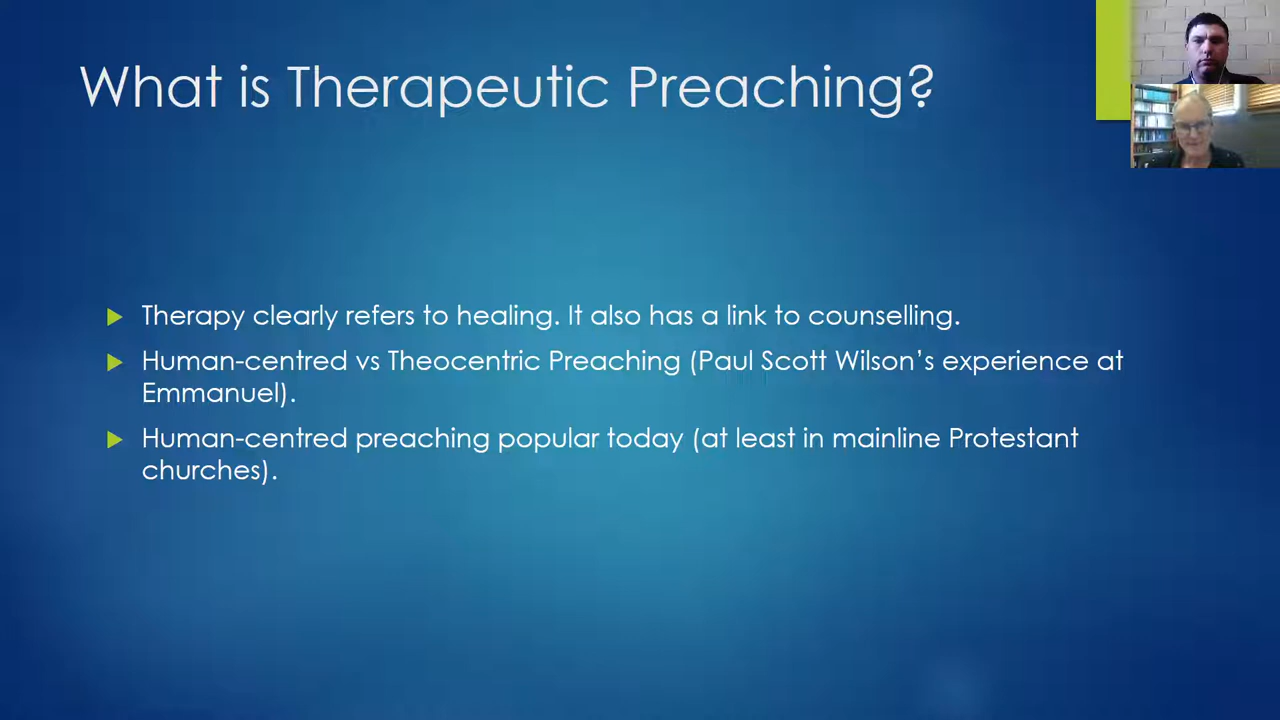 What is Therapeutic Preaching?
Therapy clearly refers to healing. It also has a link to counselling.
Human-centred vs Theocentric Preaching (Paul Scott Wilson’s experience at
Emmanuel).
Human-centred preaching popular today (at least in mainline Protestant
churches).